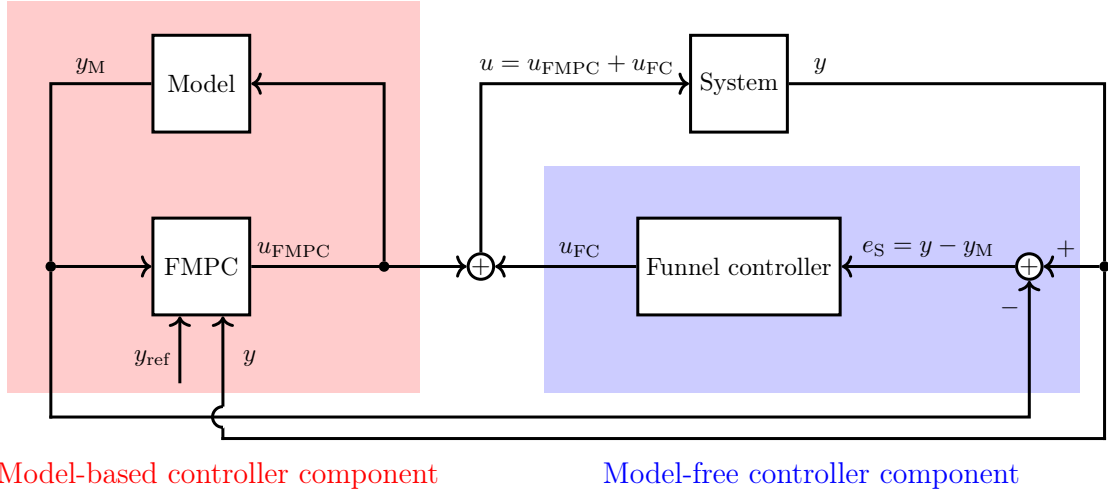 y_M
Model
u = u_FMPC + u_FC
System
y
FMPC
u_FMPC
+
u_FC
Funnel controller
e_S = y − y_M
+
+
−
y_ref
y
Model-based controller component
Model-free controller component